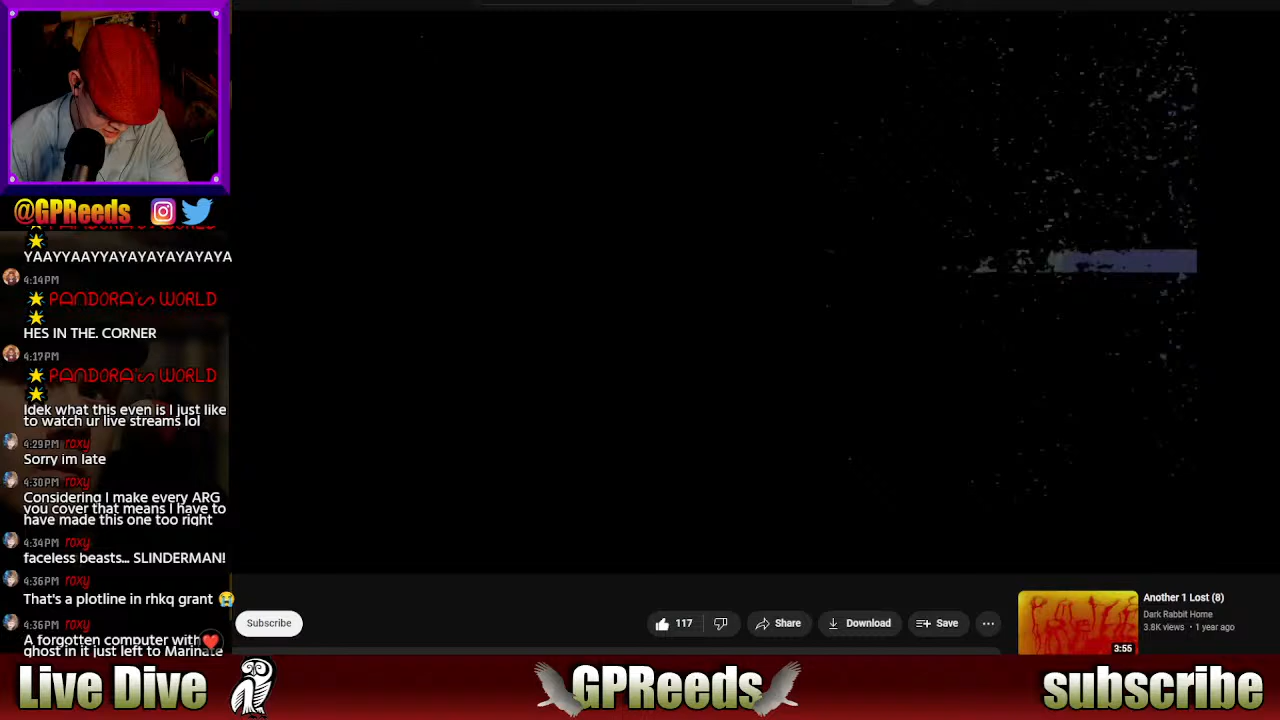 @GPReeds
YAAYYAAYYAYAYAYAYAYA
4:14PM
PANDORA'S WORLD
HES IN THE. CORNER
4:17PM
PANDORA'S WORLD
Idek what this even is I just like
to watch ur live streams lol
4:29PM roxy
Sorry im late
4:30PM roxy
Considering I make every ARG
you cover that means I have to
have made this one too right
4:34PM roxy
faceless beasts... SLINDERMAN!
4:36PM roxy
That's a plotline in rhkq grant 😭
4:36PM roxy
A forgotten computer with
ghost in it just left to Marinate
Subscribe
117
Share
Download
Save
Another 1 Lost (8)
Dark Rabbit Home
3.8K views • 1 year ago
3:55
Live Dive
GPReeds
subscribe